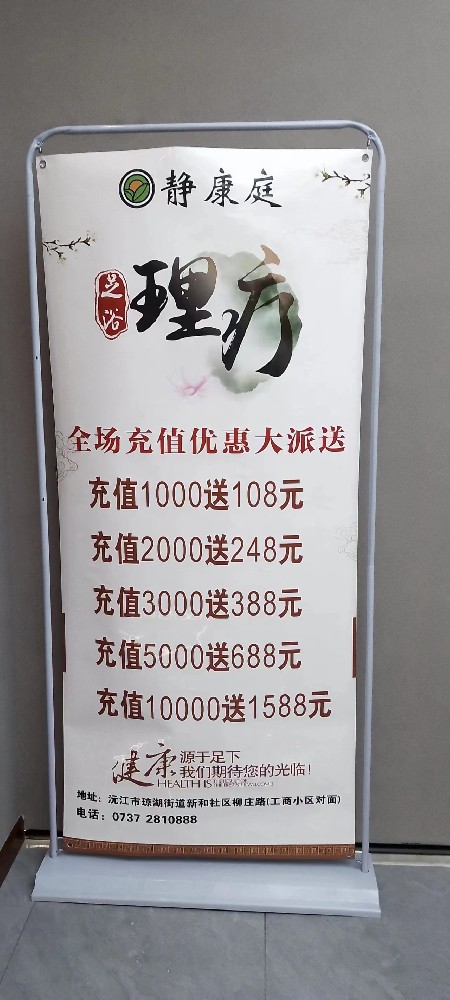 静康庭
足浴
理疗
全场充值优惠大派送
充值1000送108元
充值2000送248元
充值3000送388元
充值5000送688元
充值10000送1588元
健康
源于足下
我们期待您的光临!
HEALTH IS
地址：沅江市琼湖街道新和社区柳庄路(工商小区对面)
电话：0737 2810888